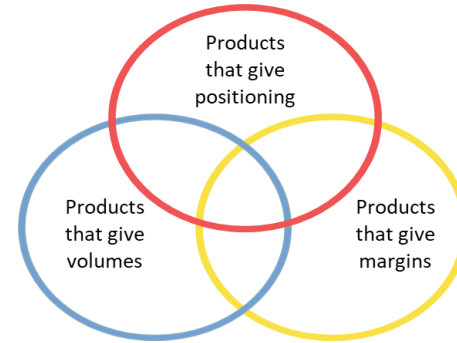 Products
that give
positioning
Products
that give
volumes
Products
that give
margins